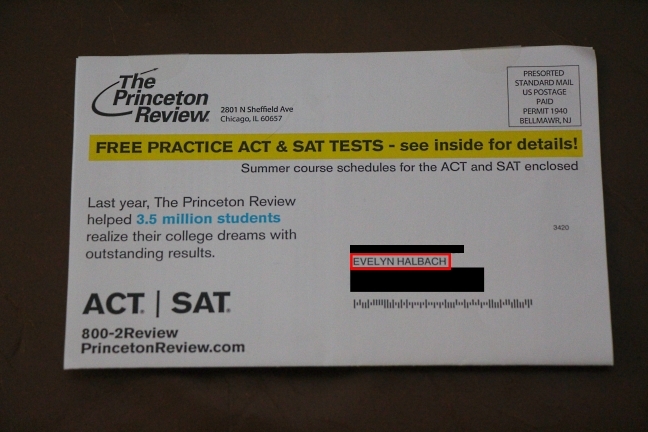 The
Princeton
Review®
2801 N Sheffield Ave
Chicago, IL 60657
PRESORTED
STANDARD MAIL
US POSTAGE
PAID
PERMIT 1940
BELLMAWR, NJ
FREE PRACTICE ACT & SAT TESTS - see inside for details!
Summer course schedules for the ACT and SAT enclosed
Last year, The Princeton Review
helped 3.5 million students
realize their college dreams with
outstanding results.
3420
EVELYN HALBACH
ACT® | SAT®
800-2Review
PrincetonReview.com